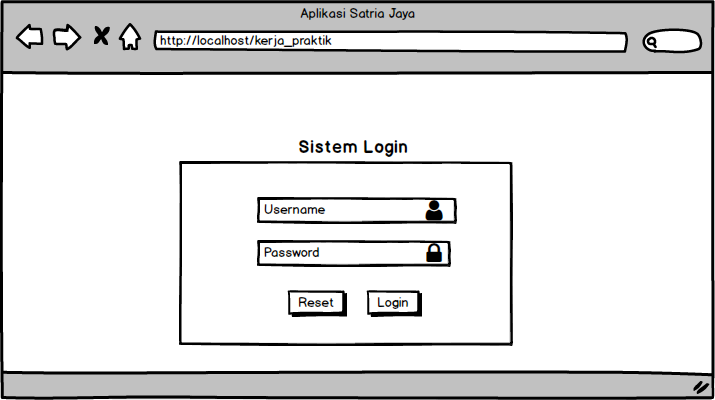 Aplikasi Satria Jaya
http://localhost/kerja_praktik
Sistem Login
Username
Password
Reset Login